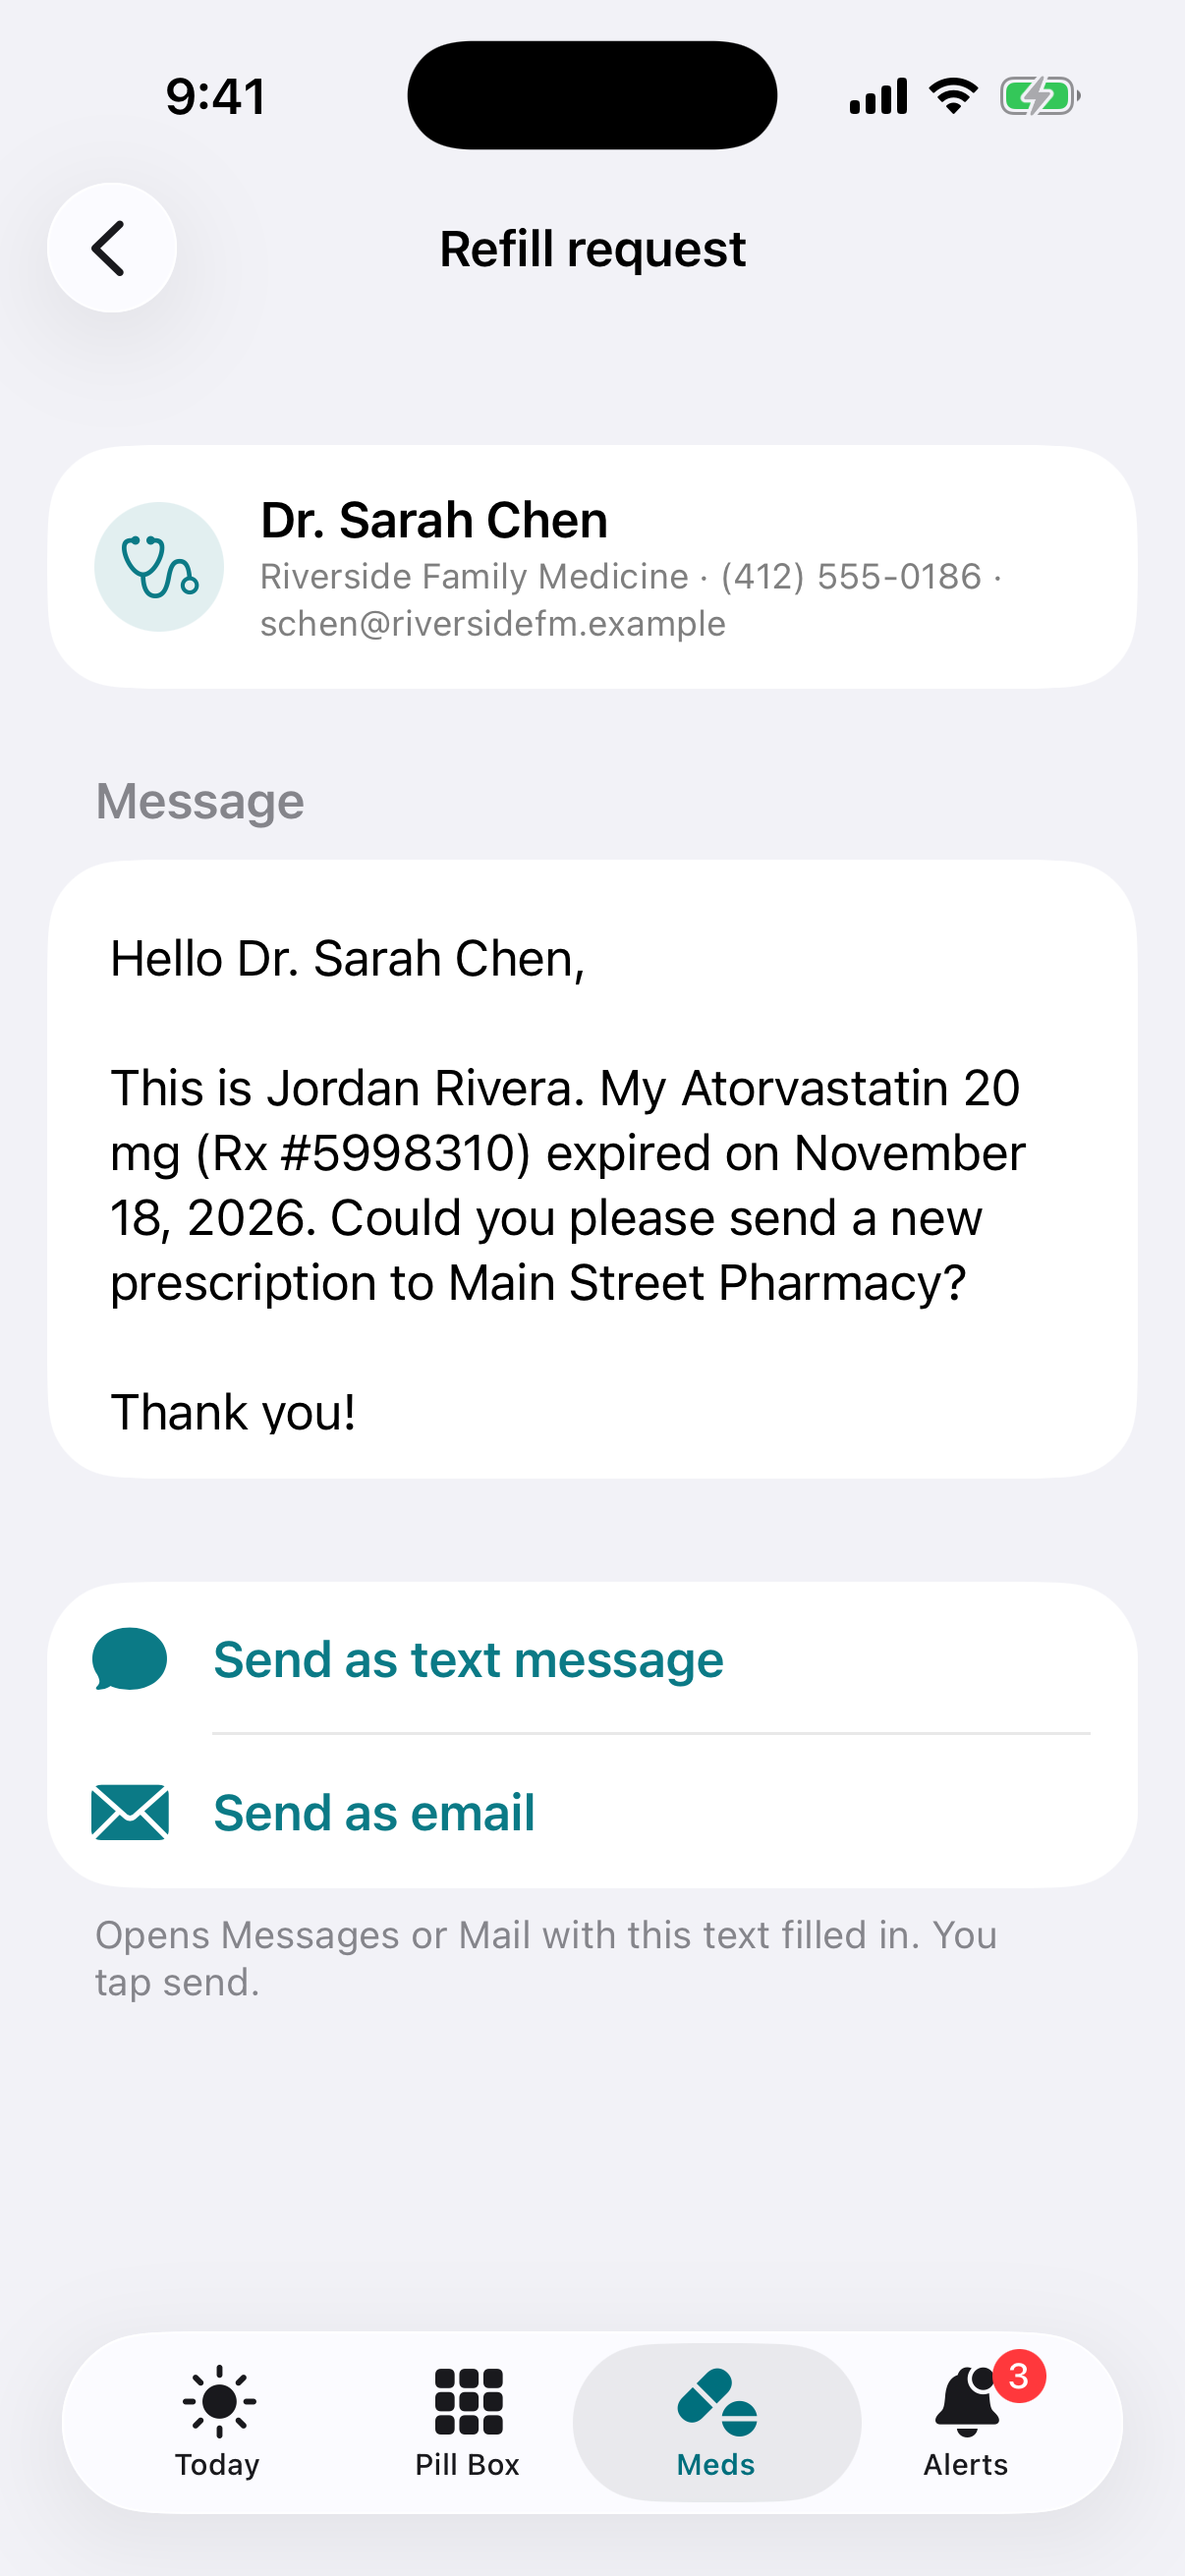 9:41
Refill request
Dr. Sarah Chen
Riverside Family Medicine · (412) 555-0186 ·
schen@riversidefm.example
Message
Hello Dr. Sarah Chen,
This is Jordan Rivera. My Atorvastatin 20
mg (Rx #5998310) expired on November
18, 2026. Could you please send a new
prescription to Main Street Pharmacy?
Thank you!
Send as text message
Send as email
Opens Messages or Mail with this text filled in. You
tap send.
Today
Pill Box
Meds
3
Alerts